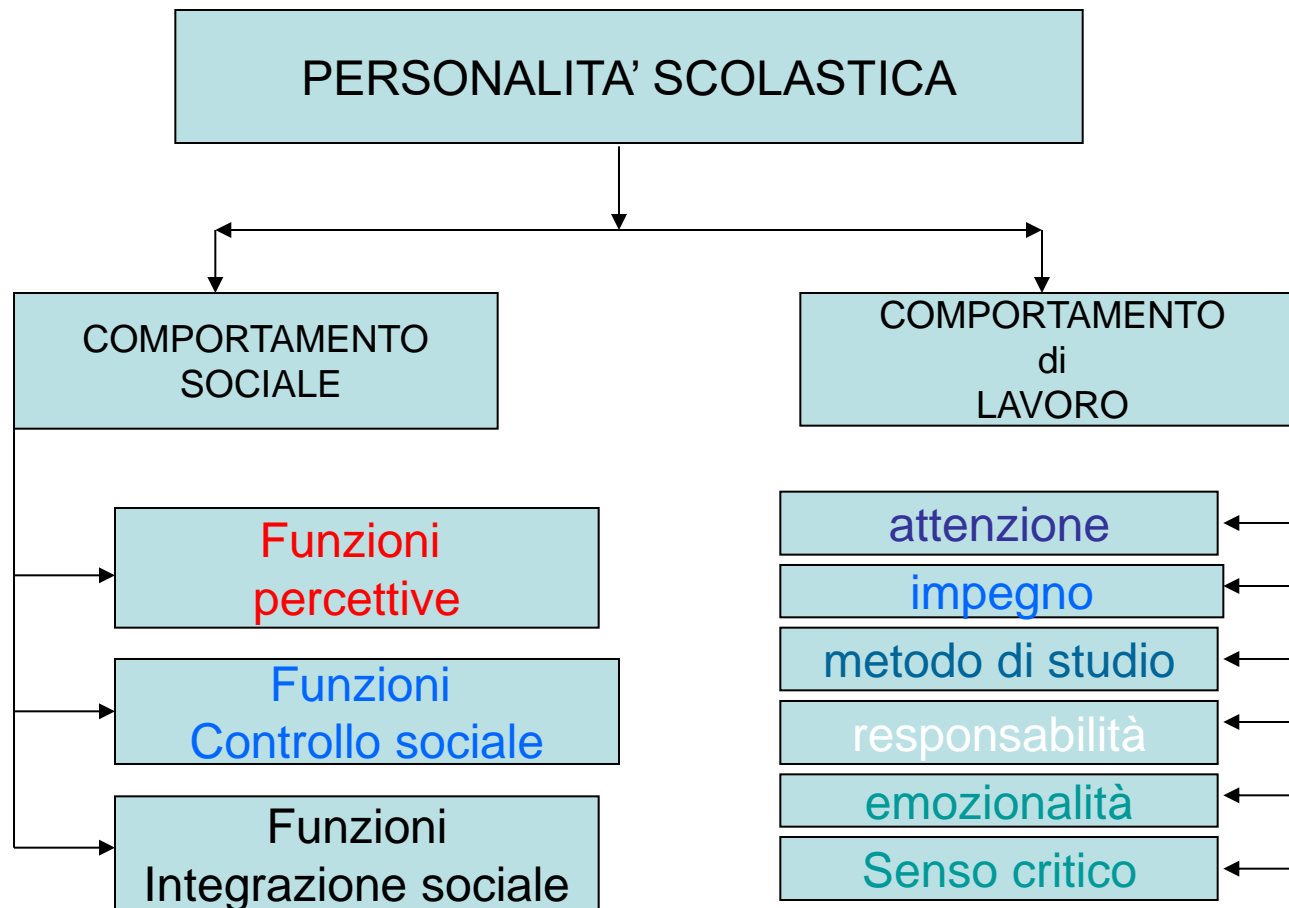 PERSONALITA’ SCOLASTICA
COMPORTAMENTO
SOCIALE
Funzioni
percettive
Funzioni
Controllo sociale
Funzioni
Integrazione sociale
COMPORTAMENTO
di
LAVORO
attenzione
impegno
metodo di studio
responsabilità
emozionalità
Senso critico